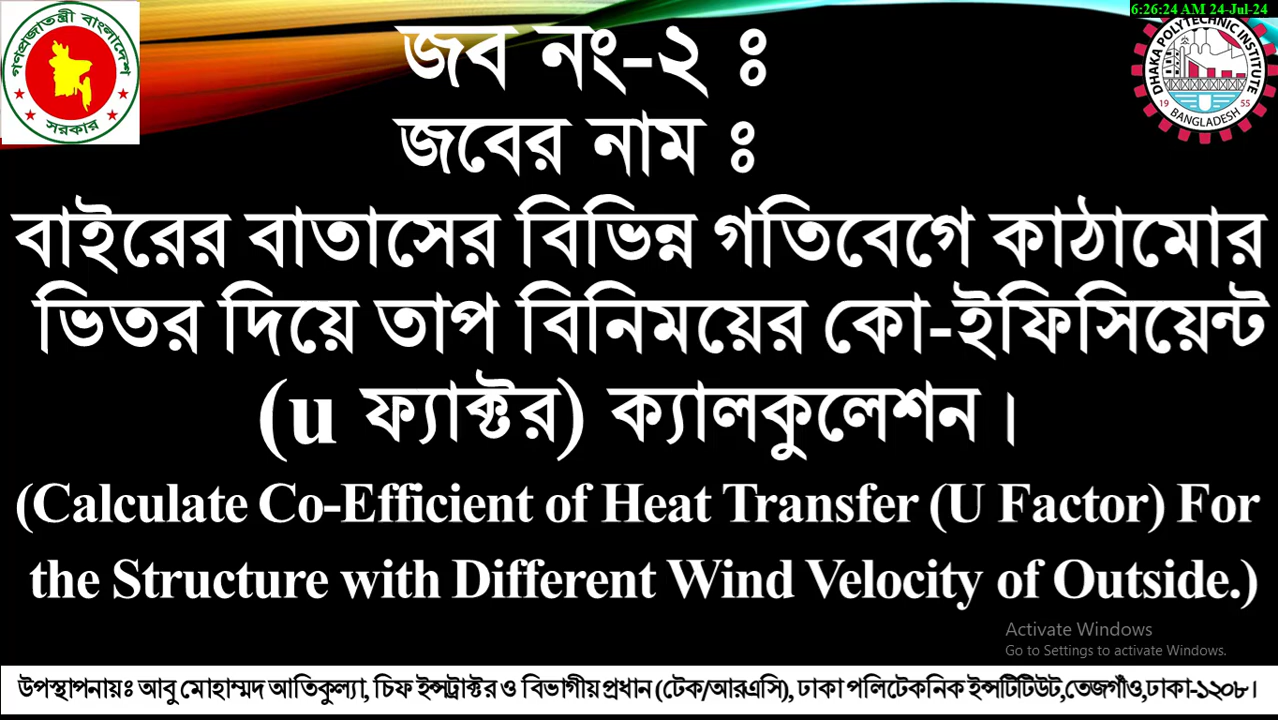 6:26:24 AM 24-Jul-24
গণপ্রজাতন্ত্রী বাংলাদেশ
সরকার
DHAKA POLYTECHNIC INSTITUTE
19 55
BANGLADESH
জব নং-২ ঃ
জবের নাম ঃ
বাইরের বাতাসের বিভিন্ন গতিবেগে কাঠামোর
ভিতর দিয়ে তাপ বিনিময়ের কো-ইফিসিয়েন্ট
(u ফ্যাক্টর) ক্যালকুলেশন।
(Calculate Co-Efficient of Heat Transfer (U Factor) For
the Structure with Different Wind Velocity of Outside.)
Activate Windows
Go to Settings to activate Windows.
উপস্থাপনায়ঃ আবু মোহাম্মদ আতিকুল্যা, চিফ ইন্সট্রাক্টর ও বিভাগীয় প্রধান (টেক/আরএসি), ঢাকা পলিটেকনিক ইন্সটিটিউট,তেজগাঁও,ঢাকা-১২০৮।